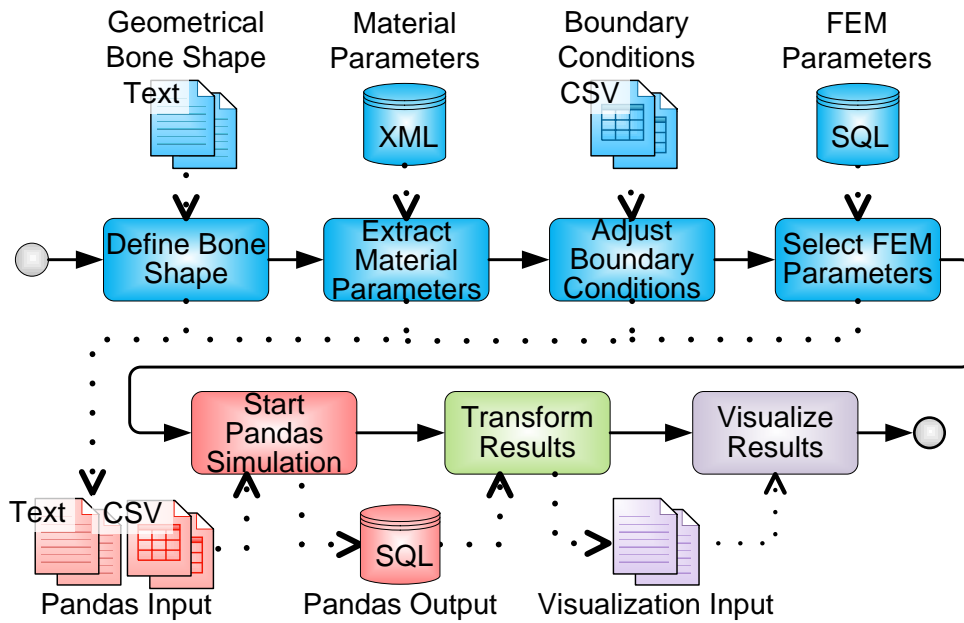 Geometrical
Bone Shape
Material
Parameters
Boundary
Conditions
FEM
Parameters
Text
XML
CSV
SQL
Define Bone
Shape
Extract
Material
Parameters
Adjust
Boundary
Conditions
Select FEM
Parameters
Start
Pandas
Simulation
Transform
Results
Visualize
Results
Text
CSV
SQL
Pandas Input
Pandas Output
Visualization Input